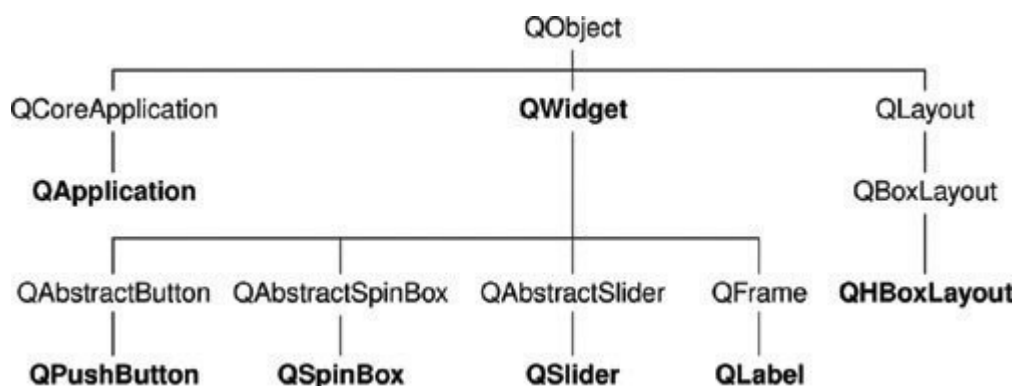 QObject
QCoreApplication QWidget QLayout
QApplication QBoxLayout
QAbstractButton QAbstractSpinBox QAbstractSlider QFrame QHBoxLayout
QPushButton QSpinBox QSlider QLabel